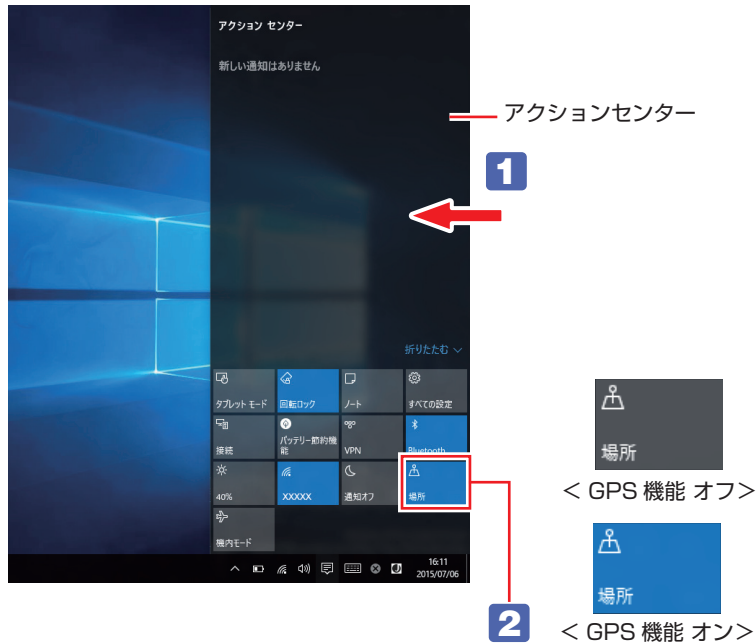 アクション センター
新しい通知はありません
アクションセンター
1
折りたたむ
タブレット モード
回転ロック
ノート
すべての設定
接続
バッテリー節約機
能
VPN
Bluetooth
40%
XXXXX
通知オフ
場所
機内モード
16:11
2015/07/06
2
場所
< GPS 機能 オフ>
場所
< GPS 機能 オン>